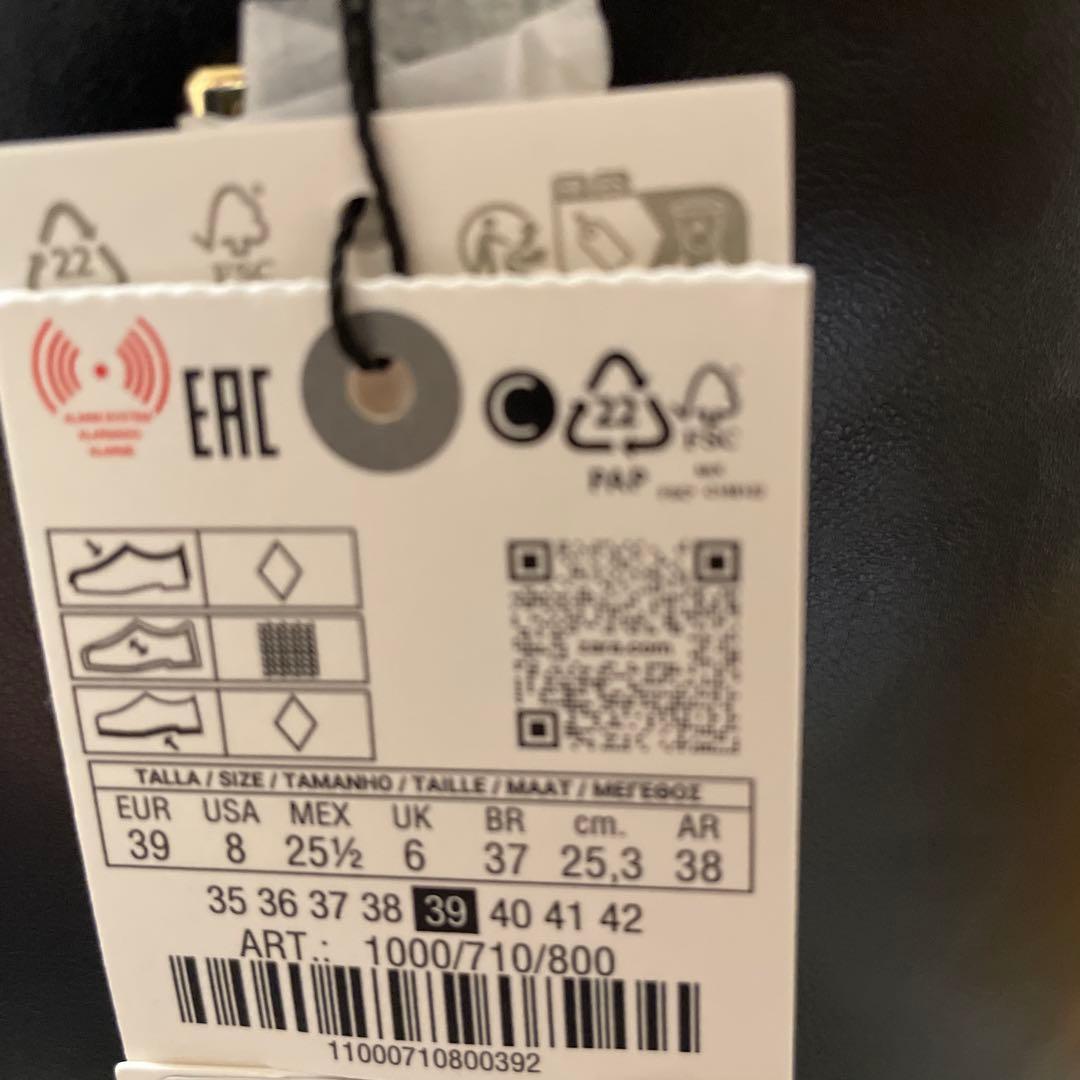 22
FSC
ALARM SYSTEM
EAC
22
FSC
PAP
zara.com
TALLA / SIZE / TAMANHO / TAILLE / MAAT / ΜΕΓΕΘΟΣ
EUR USA MEX UK BR cm. AR
39 8 25½ 6 37 25,3 38
35 36 37 38 39 40 41 42
ART.: 1000/710/800
11000710800392